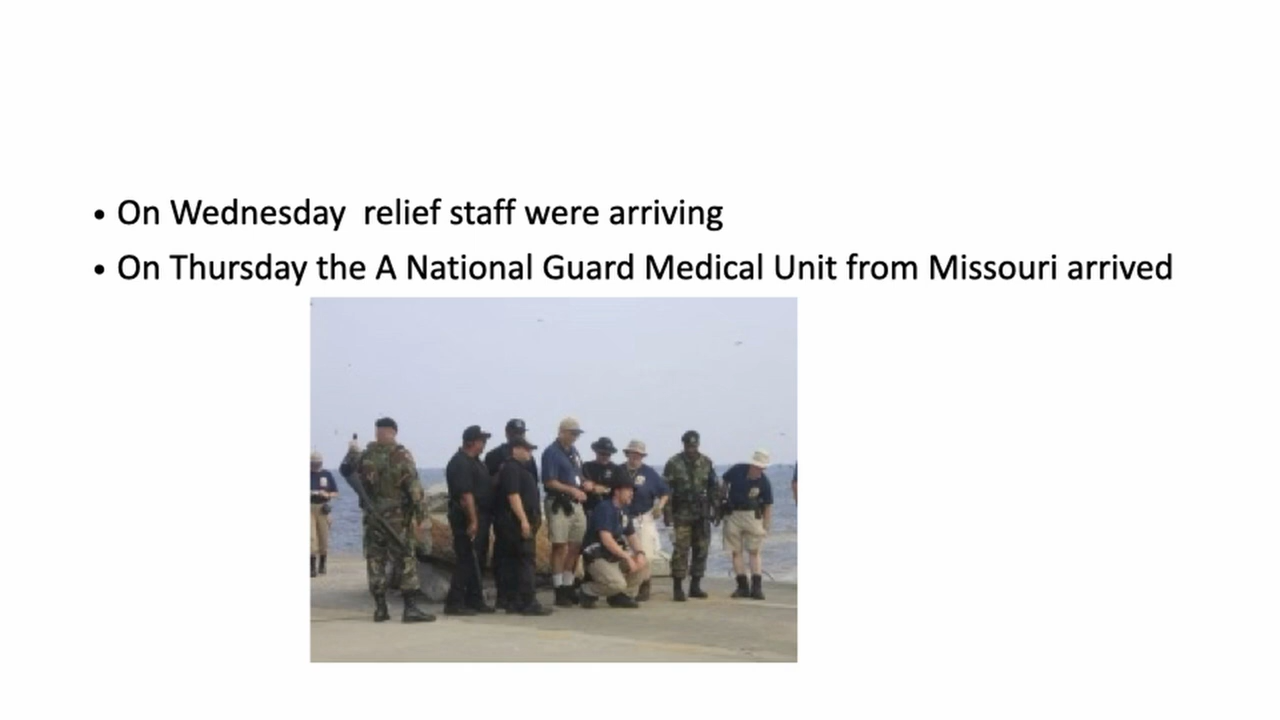 • On Wednesday  relief staff were arriving
• On Thursday the A National Guard Medical Unit from Missouri arrived